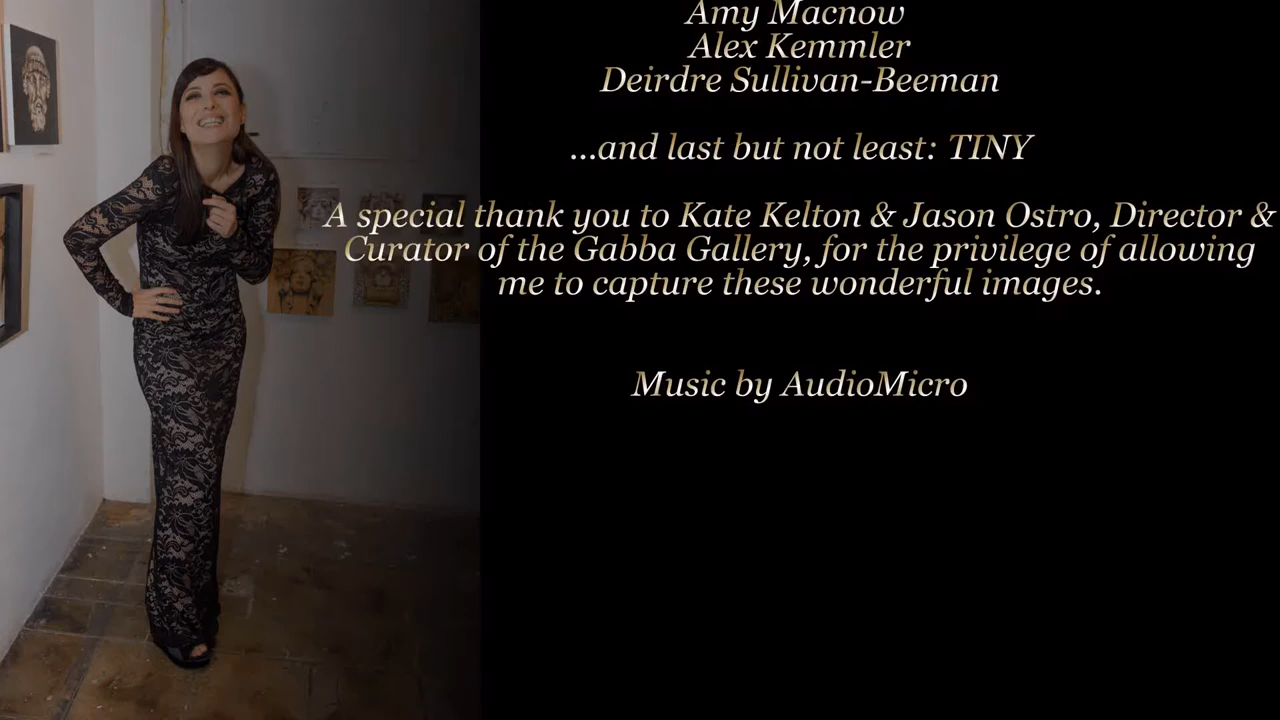 Amy Macnow
Alex Kemmler
Deirdre Sullivan-Beeman
...and last but not least: TINY
A special thank you to Kate Kelton & Jason Ostro, Director &
Curator of the Gabba Gallery, for the privilege of allowing
me to capture these wonderful images.
Music by AudioMicro